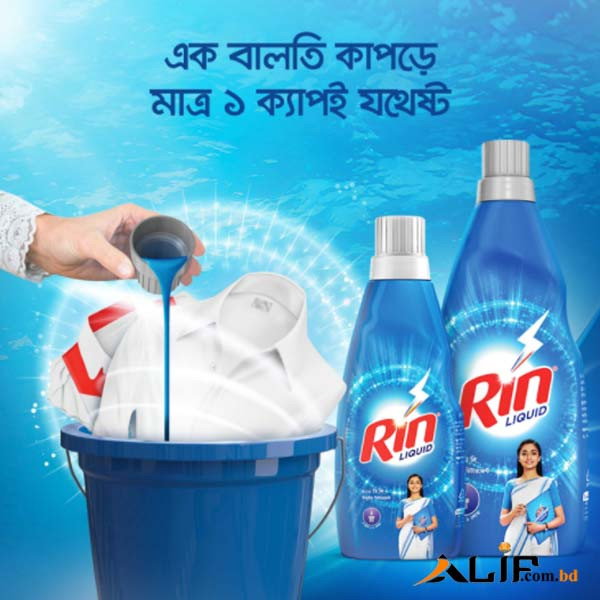 এক বালতি কাপড়ে
মাত্র ১ ক্যাপই যথেষ্ট
Rin
LIQUID
Rin
LIQUID
ALIF.com.bd